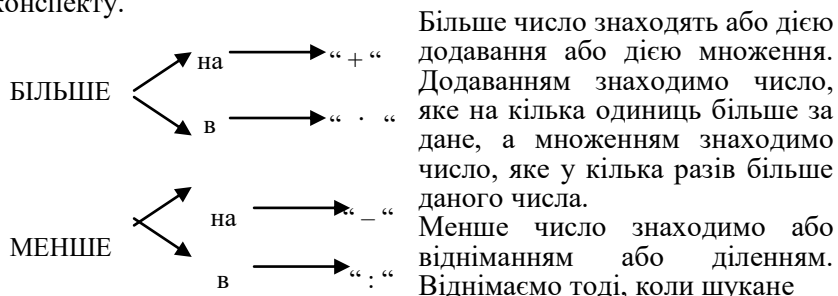 конспекту.
БІЛЬШЕ
на “ + “
в “ · “
МЕНШЕ
на “ – “
в “ : “
Більше число знаходять або дією
додавання або дією множення.
Додаванням знаходимо число,
яке на кілька одиниць більше за
дане, а множенням знаходимо
число, яке у кілька разів більше
даного числа.
Менше число знаходимо або
відніманням або діленням.
Віднімаємо тоді, коли шукане